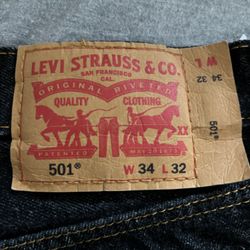 LEVI STRAUSS & CO.
SAN FRANCISCO
CAL.
ORIGINAL RIVETED
QUALITY CLOTHING
XX
PATENTED MAY 20 1873
501® W 34 L 32
W L
34 32
501®